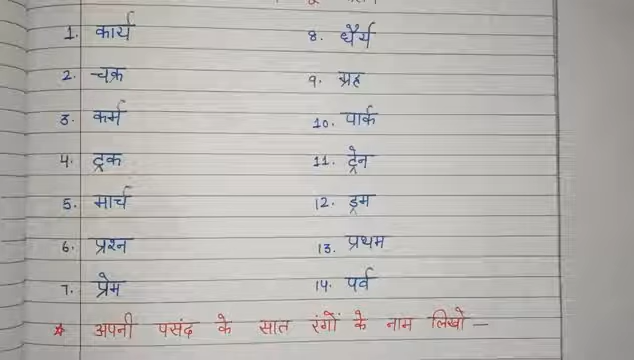 1. कार्य
2. चक्र
3. कर्म
4. ट्रक
5. मार्च
6. प्रश्न
7. प्रेम
8. धैर्य
9. ग्रह
10. पार्क
11. ट्रेन
12. ड्रम
13. प्रथम
14. पर्व
* अपनी पसंद के सात रंगों के नाम लिखो —